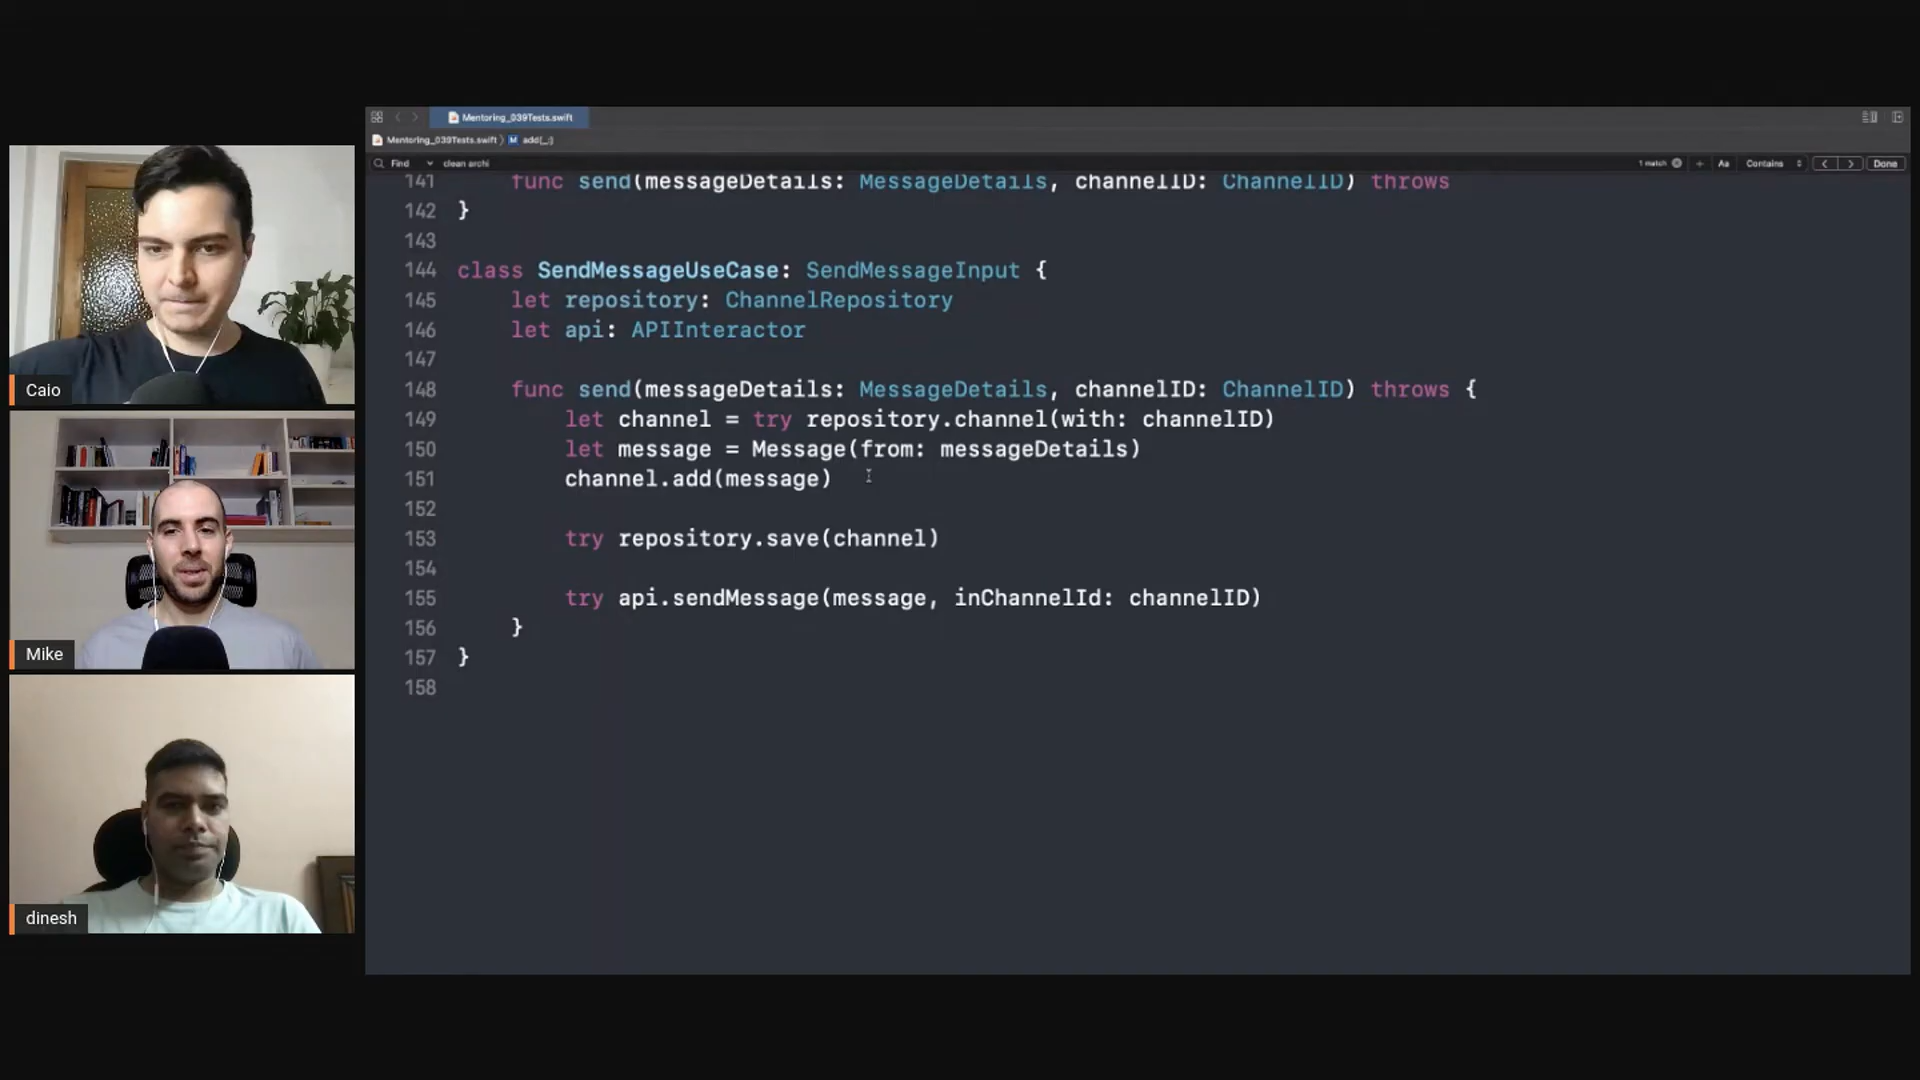 Caio
Mike
dinesh
Mentoring_039Tests.swift
Mentoring_039Tests.swift 〉 M add(_:)
Find clean archi 1 match + Aa Contains < > Done
141 func send(messageDetails: MessageDetails, channelID: ChannelID) throws
142 }
143
144 class SendMessageUseCase: SendMessageInput {
145 let repository: ChannelRepository
146 let api: APIInteractor
147
148 func send(messageDetails: MessageDetails, channelID: ChannelID) throws {
149 let channel = try repository.channel(with: channelID)
150 let message = Message(from: messageDetails)
151 channel.add(message)
152
153 try repository.save(channel)
154
155 try api.sendMessage(message, inChannelId: channelID)
156 }
157 }
158